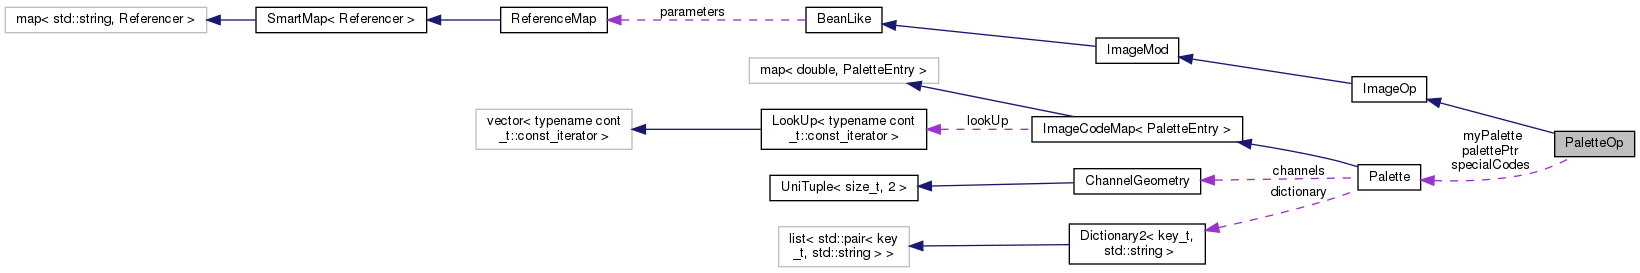 map< std::string, Referencer >
SmartMap< Referencer >
ReferenceMap
parameters
BeanLike
ImageMod
map< double, PaletteEntry >
ImageOp
vector< typename cont
_t::const_iterator >
LookUp< typename cont
_t::const_iterator >
lookUp
ImageCodeMap< PaletteEntry >
myPalette
palettePtr
specialCodes
PaletteOp
UniTuple< size_t, 2 >
ChannelGeometry
channels
dictionary
Palette
list< std::pair< key
_t, std::string > >
Dictionary2< key_t,
std::string >